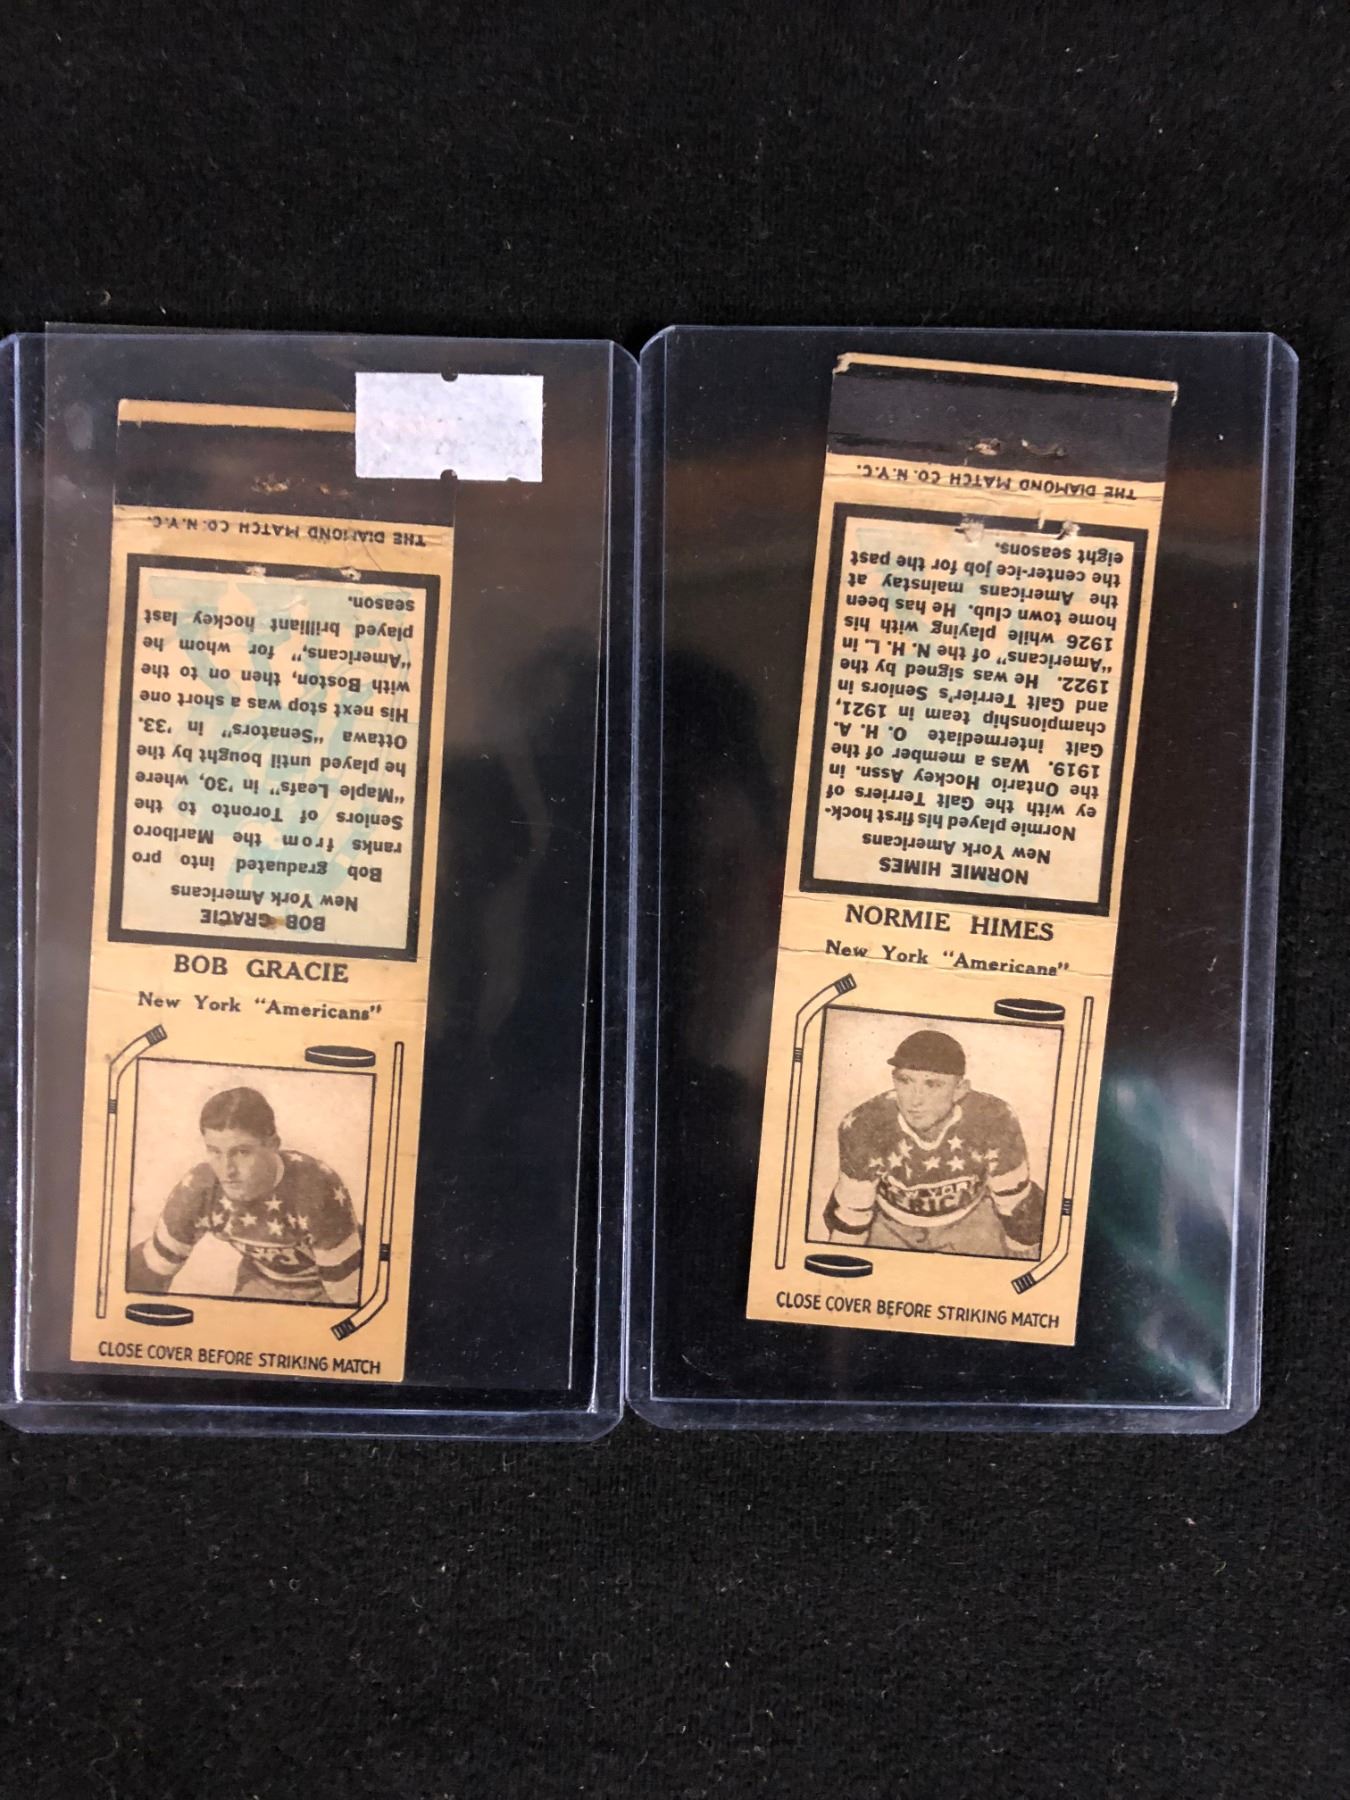 THE DIAMOND MATCH CO. N.Y.C.
BOB GRACIE
New York Americans
Bob graduated into pro
ranks from the Marlboro
Seniors of Toronto to the
"Maple Leafs" in '30, where
he played until bought by the
Ottawa "Senators" in '33.
His next stop was a short one
with Boston, then on to the
"Americans," for whom he
played brilliant hockey last
season.
BOB GRACIE
New York "Americans"
CLOSE COVER BEFORE STRIKING MATCH
THE DIAMOND MATCH CO. N.Y.C.
NORMIE HIMES
New York Americans
Normie played his first hock-
ey with the Galt Terriers of
the Ontario Hockey Assn. in
1919. Was a member of the
Galt intermediate O. H. A.
championship team in 1921,
and Galt Terrier's Seniors in
1922. He was signed by the
"Americans" of the N. H. L. in
1926 while playing with his
home town club. He has been
the Americans mainstay at
the center-ice job for the past
eight seasons.
NORMIE HIMES
New York "Americans"
NEW YORK
CLOSE COVER BEFORE STRIKING MATCH